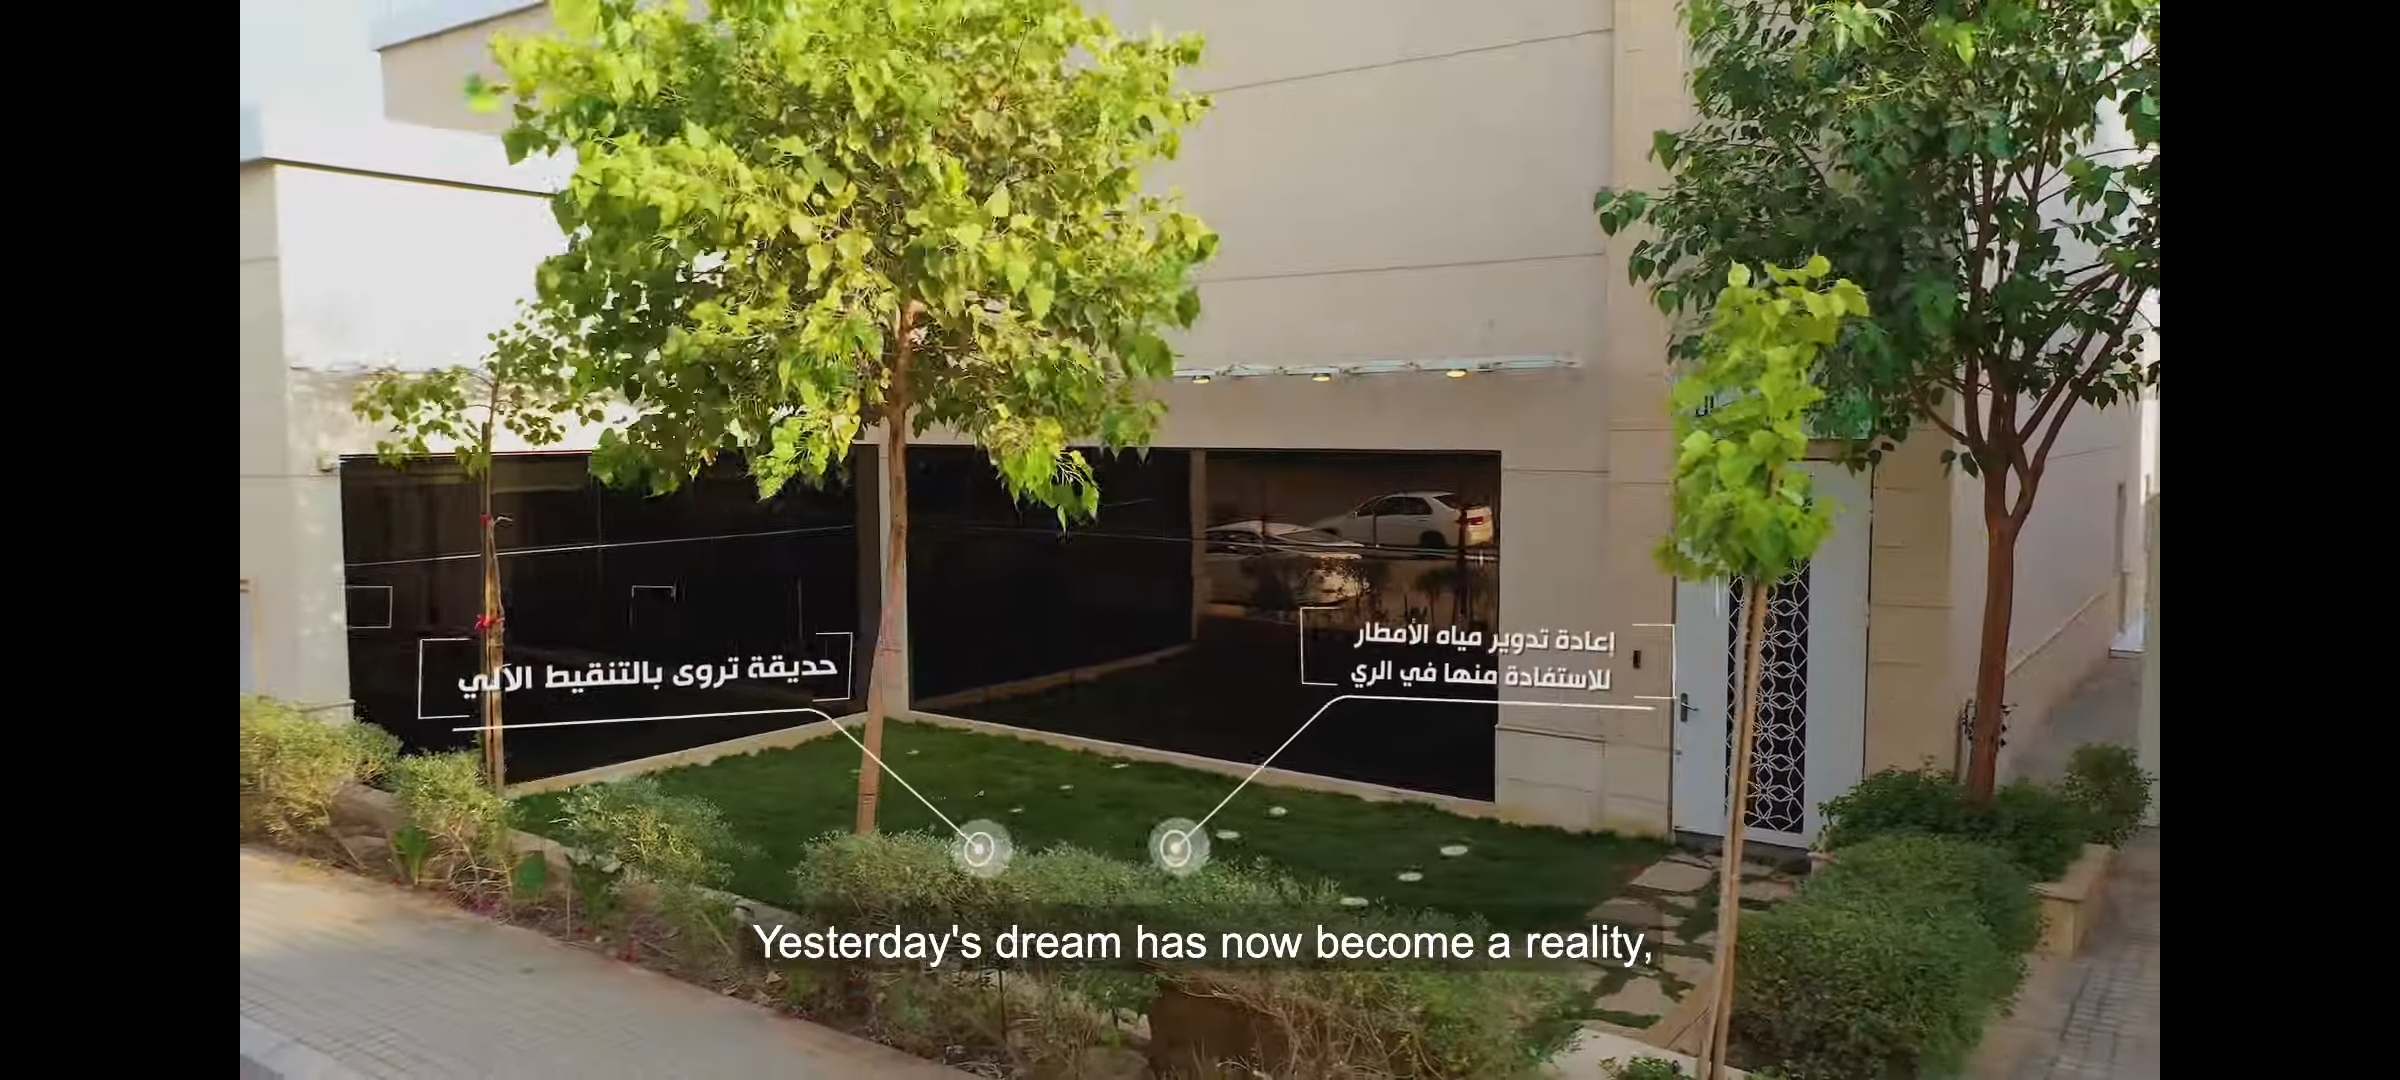 إعادة تدوير مياه الأمطار
للاستفادة منها في الري
حديقة تروى بالتنقيط الآلي
Yesterday's dream has now become a reality,